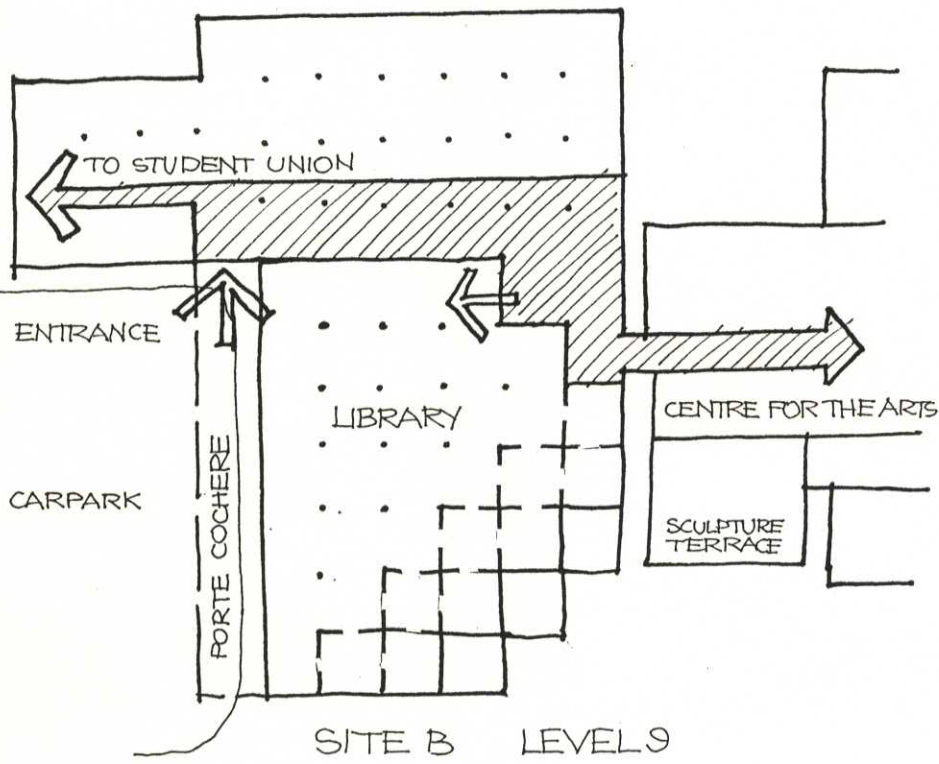 TO STUDENT UNION
ENTRANCE
CARPARK
PORTE COCHERE
LIBRARY
CENTRE FOR THE ARTS
SCULPTURE
TERRACE
SITE B LEVEL 9